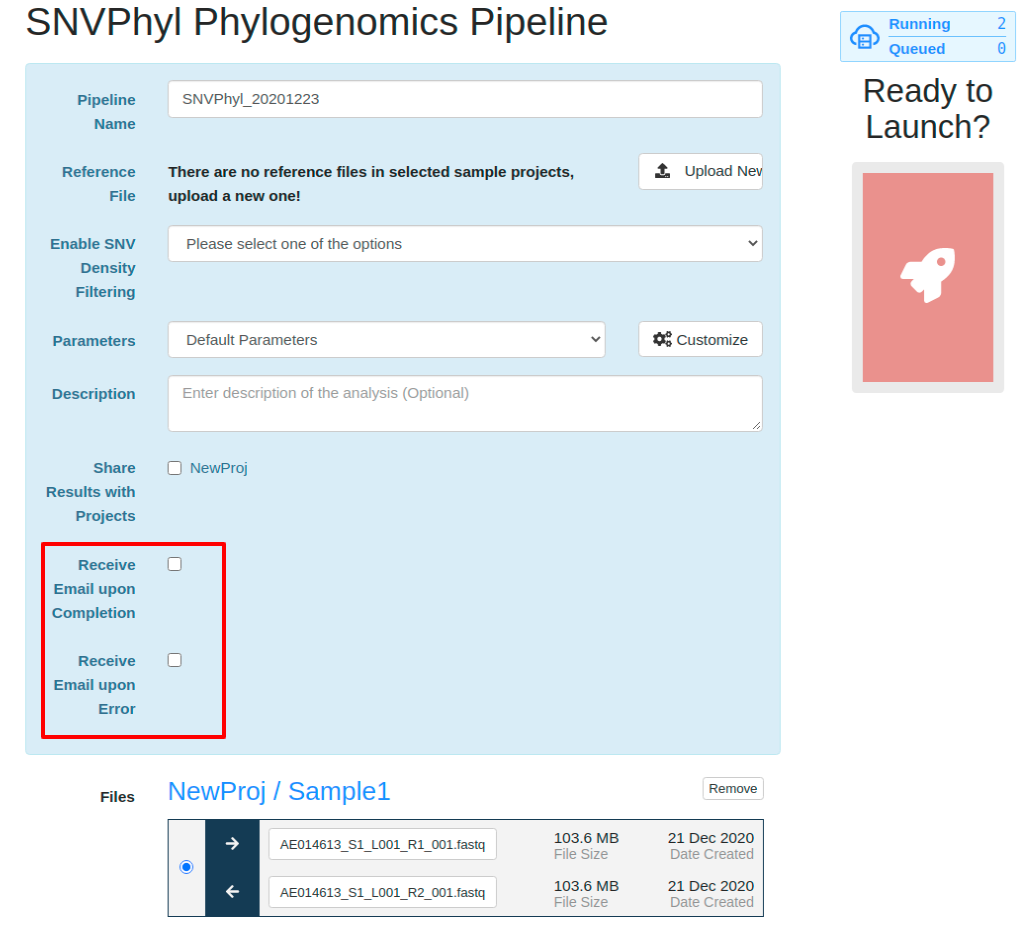 SNVPhyl Phylogenomics Pipeline
Running 2
Queued 0
Ready to
Launch?
Pipeline
Name
SNVPhyl_20201223
Reference
File
There are no reference files in selected sample projects,
upload a new one!
Upload New
Enable SNV
Density
Filtering
Please select one of the options
Parameters
Default Parameters
Customize
Description
Enter description of the analysis (Optional)
Share
Results with
Projects
NewProj
Receive
Email upon
Completion
Receive
Email upon
Error
Files
NewProj / Sample1
Remove
AE014613_S1_L001_R1_001.fastq
103.6 MB
File Size
21 Dec 2020
Date Created
AE014613_S1_L001_R2_001.fastq
103.6 MB
File Size
21 Dec 2020
Date Created